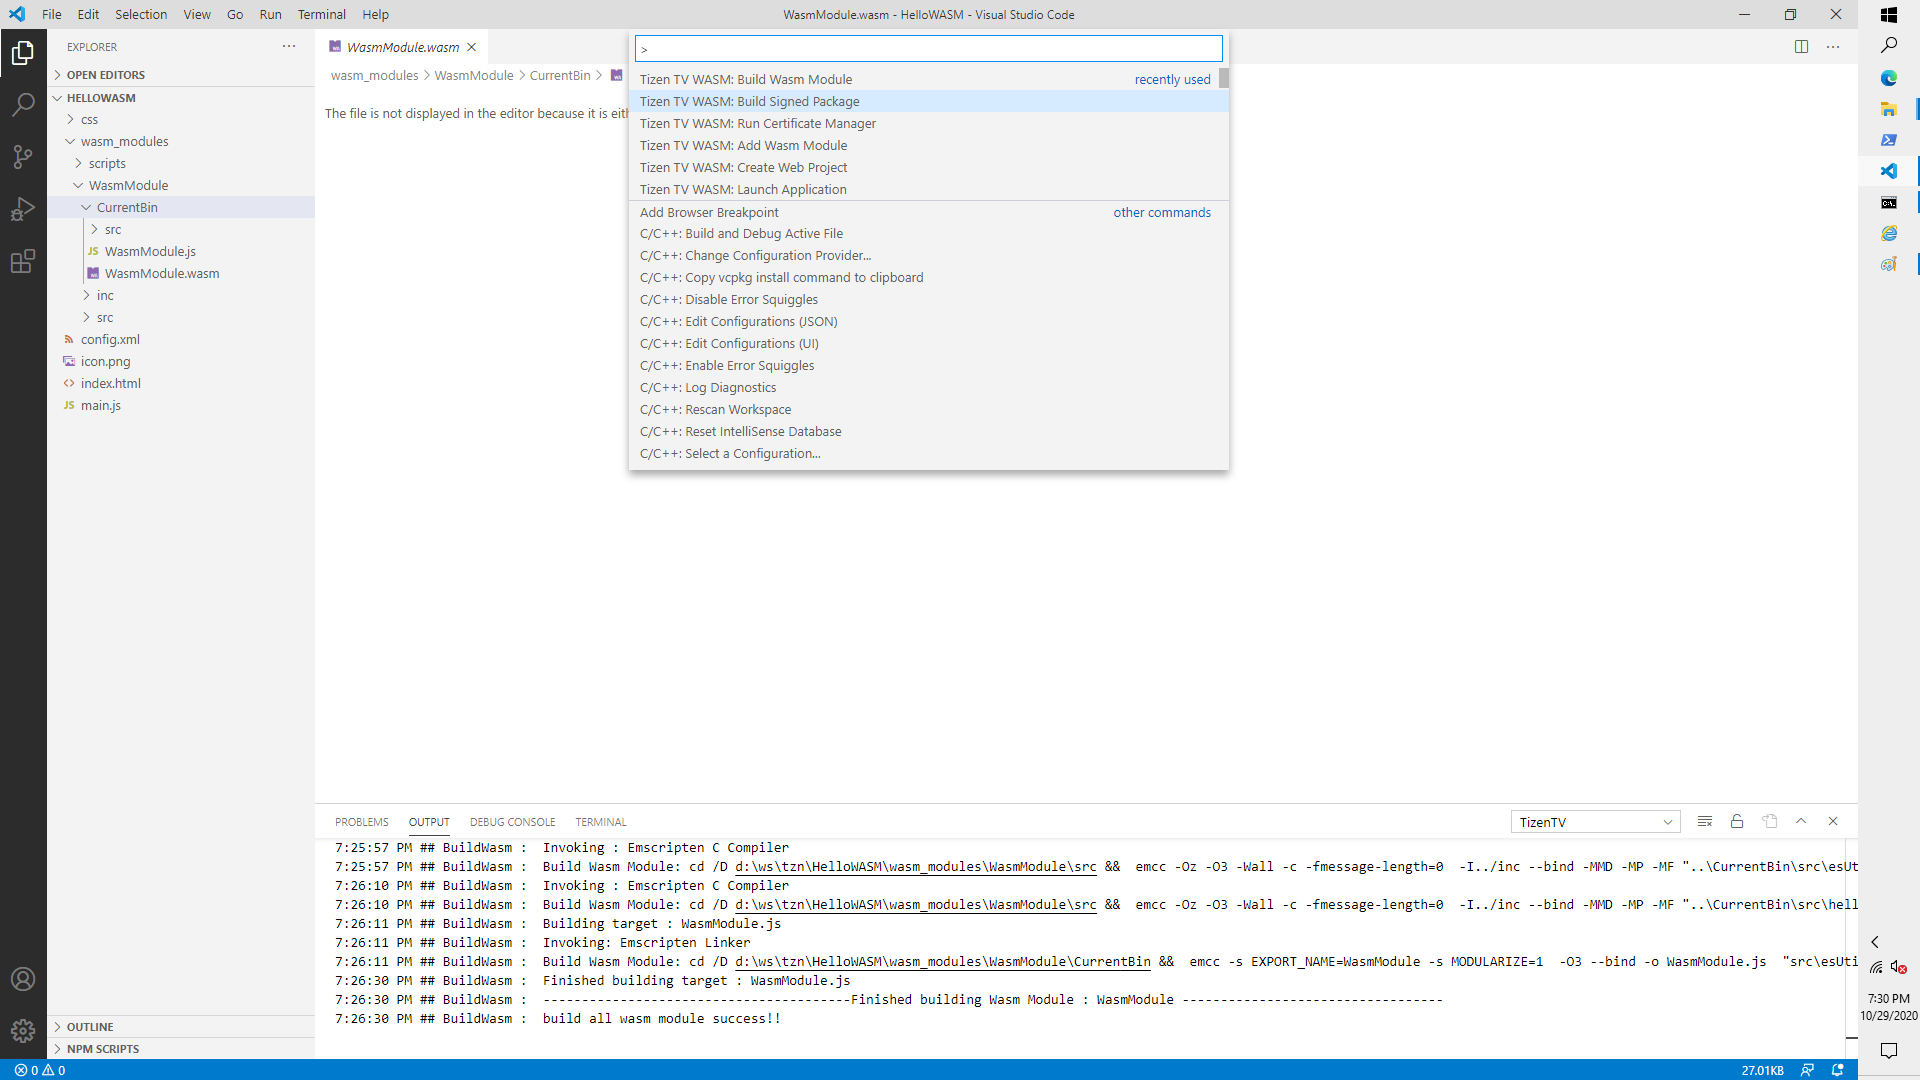 File Edit Selection View Go Run Terminal Help
WasmModule.wasm - HelloWASM - Visual Studio Code
EXPLORER
OPEN EDITORS
HELLOWASM
css
wasm_modules
scripts
WasmModule
CurrentBin
src
WasmModule.js
WasmModule.wasm
inc
src
config.xml
icon.png
index.html
main.js
OUTLINE
NPM SCRIPTS
WasmModule.wasm
wasm_modules > WasmModule > CurrentBin >
The file is not displayed in the editor because it is eith
>
Tizen TV WASM: Build Wasm Module recently used
Tizen TV WASM: Build Signed Package
Tizen TV WASM: Run Certificate Manager
Tizen TV WASM: Add Wasm Module
Tizen TV WASM: Create Web Project
Tizen TV WASM: Launch Application
Add Browser Breakpoint other commands
C/C++: Build and Debug Active File
C/C++: Change Configuration Provider...
C/C++: Copy vcpkg install command to clipboard
C/C++: Disable Error Squiggles
C/C++: Edit Configurations (JSON)
C/C++: Edit Configurations (UI)
C/C++: Enable Error Squiggles
C/C++: Log Diagnostics
C/C++: Rescan Workspace
C/C++: Reset IntelliSense Database
C/C++: Select a Configuration...
PROBLEMS OUTPUT DEBUG CONSOLE TERMINAL
TizenTV
7:25:57 PM ## BuildWasm : Invoking : Emscripten C Compiler
7:25:57 PM ## BuildWasm : Build Wasm Module: cd /D d:\ws\tzn\HelloWASM\wasm_modules\WasmModule\src && emcc -Oz -O3 -Wall -c -fmessage-length=0 -I../inc --bind -MMD -MP -MF "..\CurrentBin\src\esUt
7:26:10 PM ## BuildWasm : Invoking : Emscripten C Compiler
7:26:10 PM ## BuildWasm : Build Wasm Module: cd /D d:\ws\tzn\HelloWASM\wasm_modules\WasmModule\src && emcc -Oz -O3 -Wall -c -fmessage-length=0 -I../inc --bind -MMD -MP -MF "..\CurrentBin\src\hell
7:26:11 PM ## BuildWasm : Building target : WasmModule.js
7:26:11 PM ## BuildWasm : Invoking: Emscripten Linker
7:26:11 PM ## BuildWasm : Build Wasm Module: cd /D d:\ws\tzn\HelloWASM\wasm_modules\WasmModule\CurrentBin && emcc -s EXPORT_NAME=WasmModule -s MODULARIZE=1 -O3 --bind -o WasmModule.js "src\esUti
7:26:30 PM ## BuildWasm : Finished building target : WasmModule.js
7:26:30 PM ## BuildWasm : ----------------------------------------Finished building Wasm Module : WasmModule ----------------------------------
7:26:30 PM ## BuildWasm : build all wasm module success!!
0 0
27.01KB
7:30 PM
10/29/2020